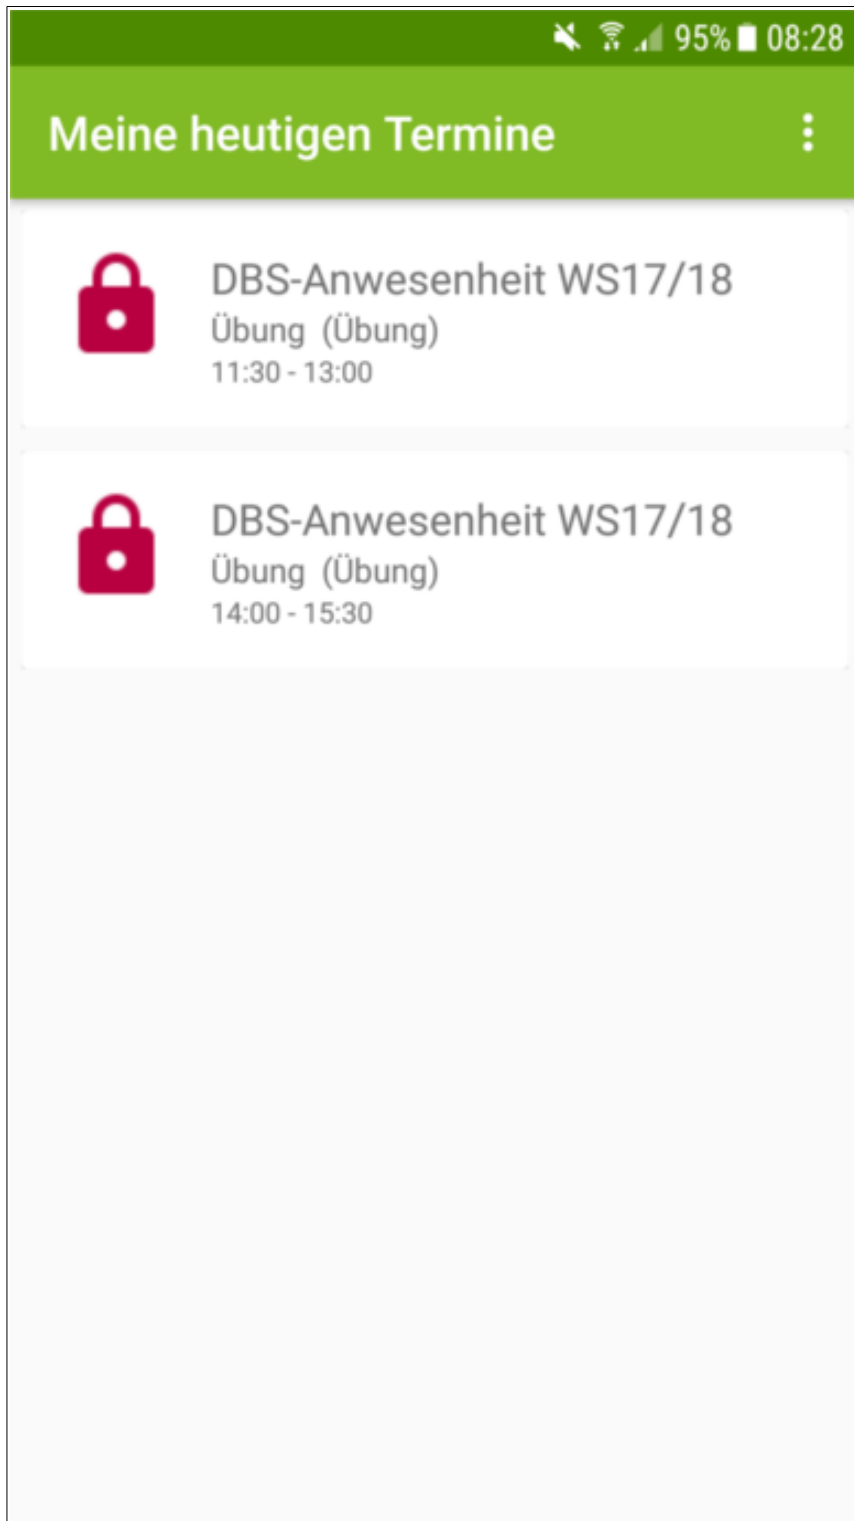 95% 08:28
Meine heutigen Termine
DBS-Anwesenheit WS17/18
Übung (Übung)
11:30 - 13:00
DBS-Anwesenheit WS17/18
Übung (Übung)
14:00 - 15:30